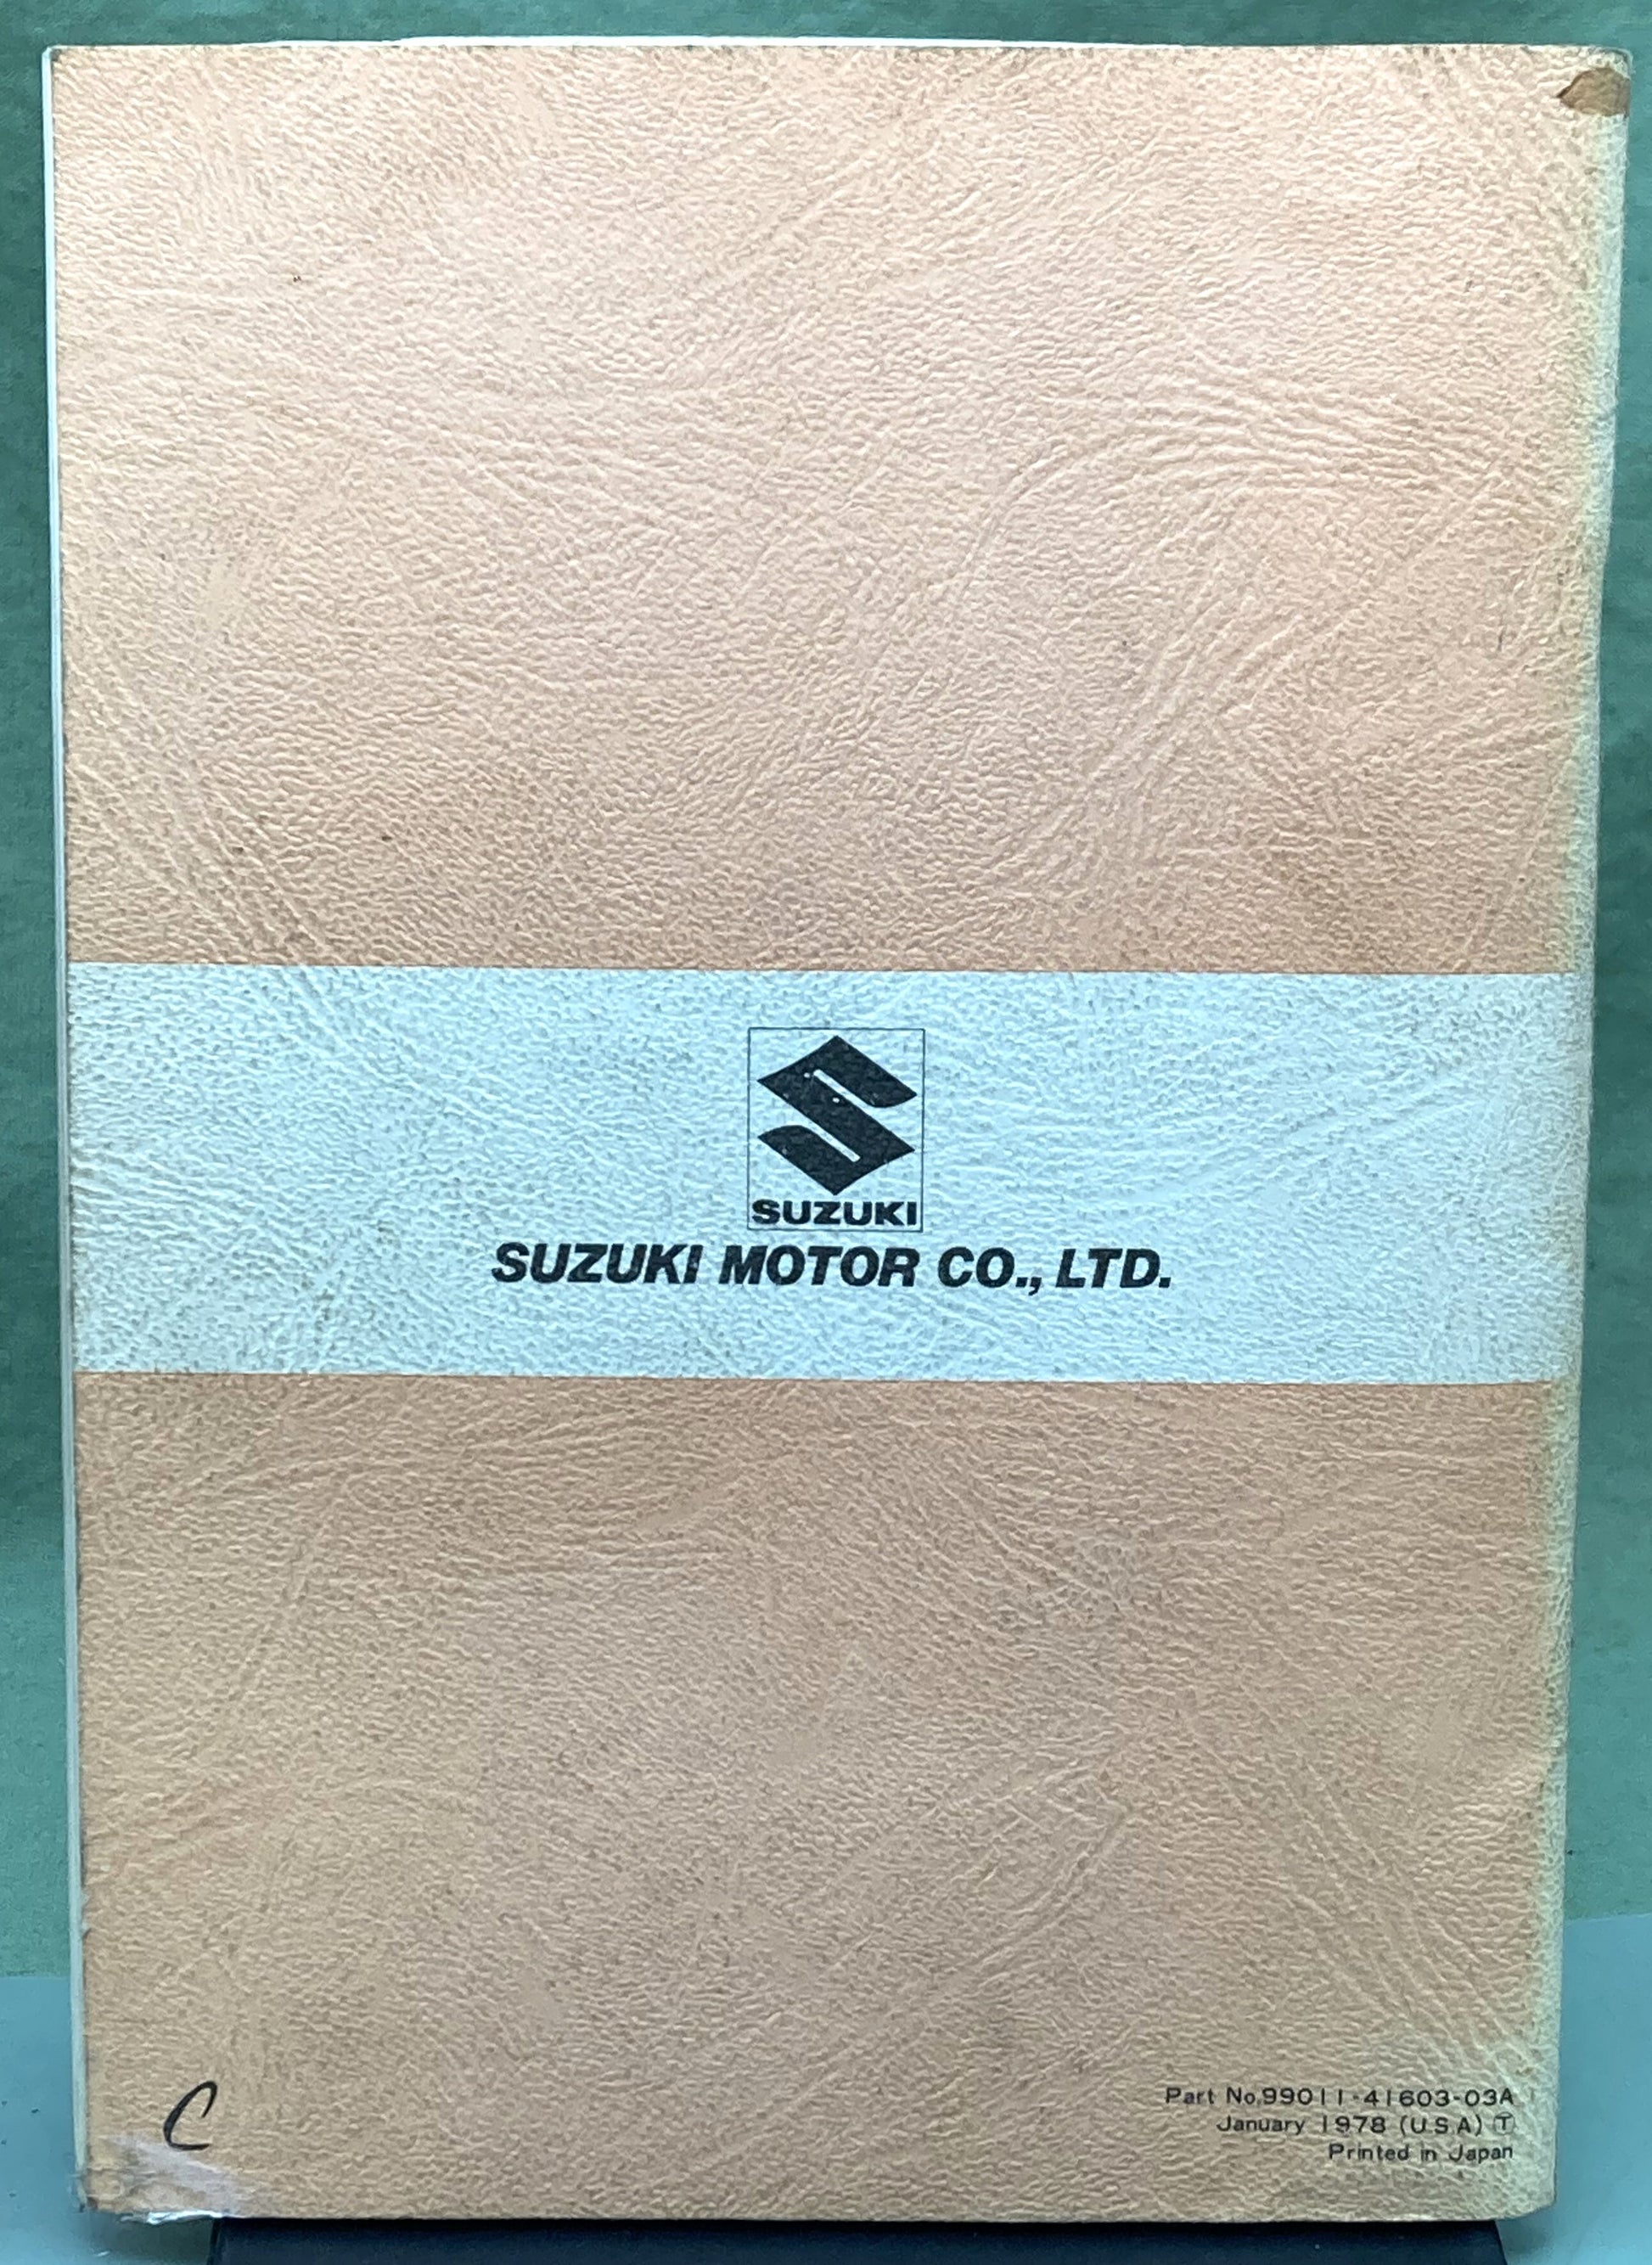 SUZUKI
SUZUKI MOTOR CO., LTD.
C
Part No.99011-41603-03A
January 1978 (U.S.A) Ⓣ
Printed in Japan